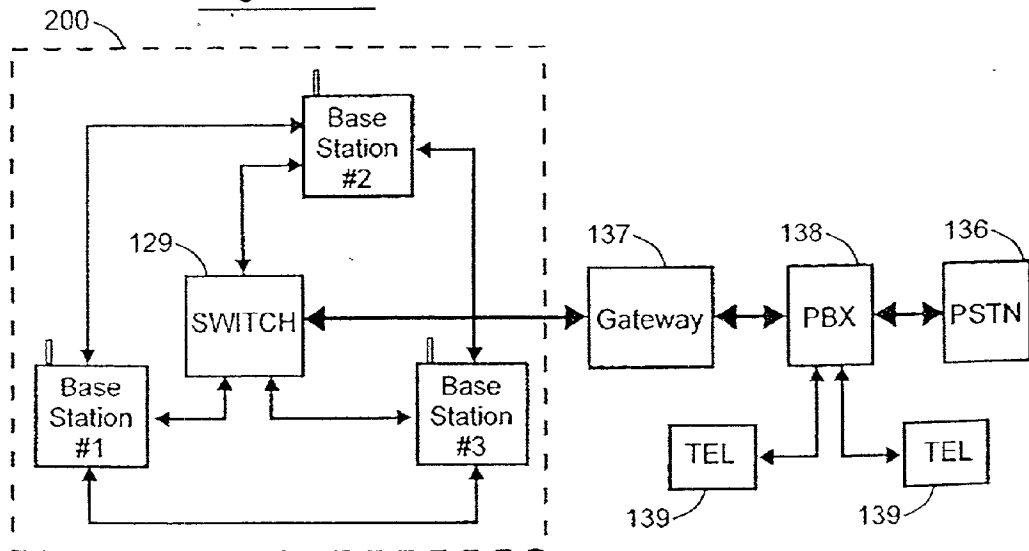 200
Base
Station
#2
129
SWITCH
137
Gateway
138
PBX
136
PSTN
Base
Station
#1
Base
Station
#3
TEL
139
TEL
139